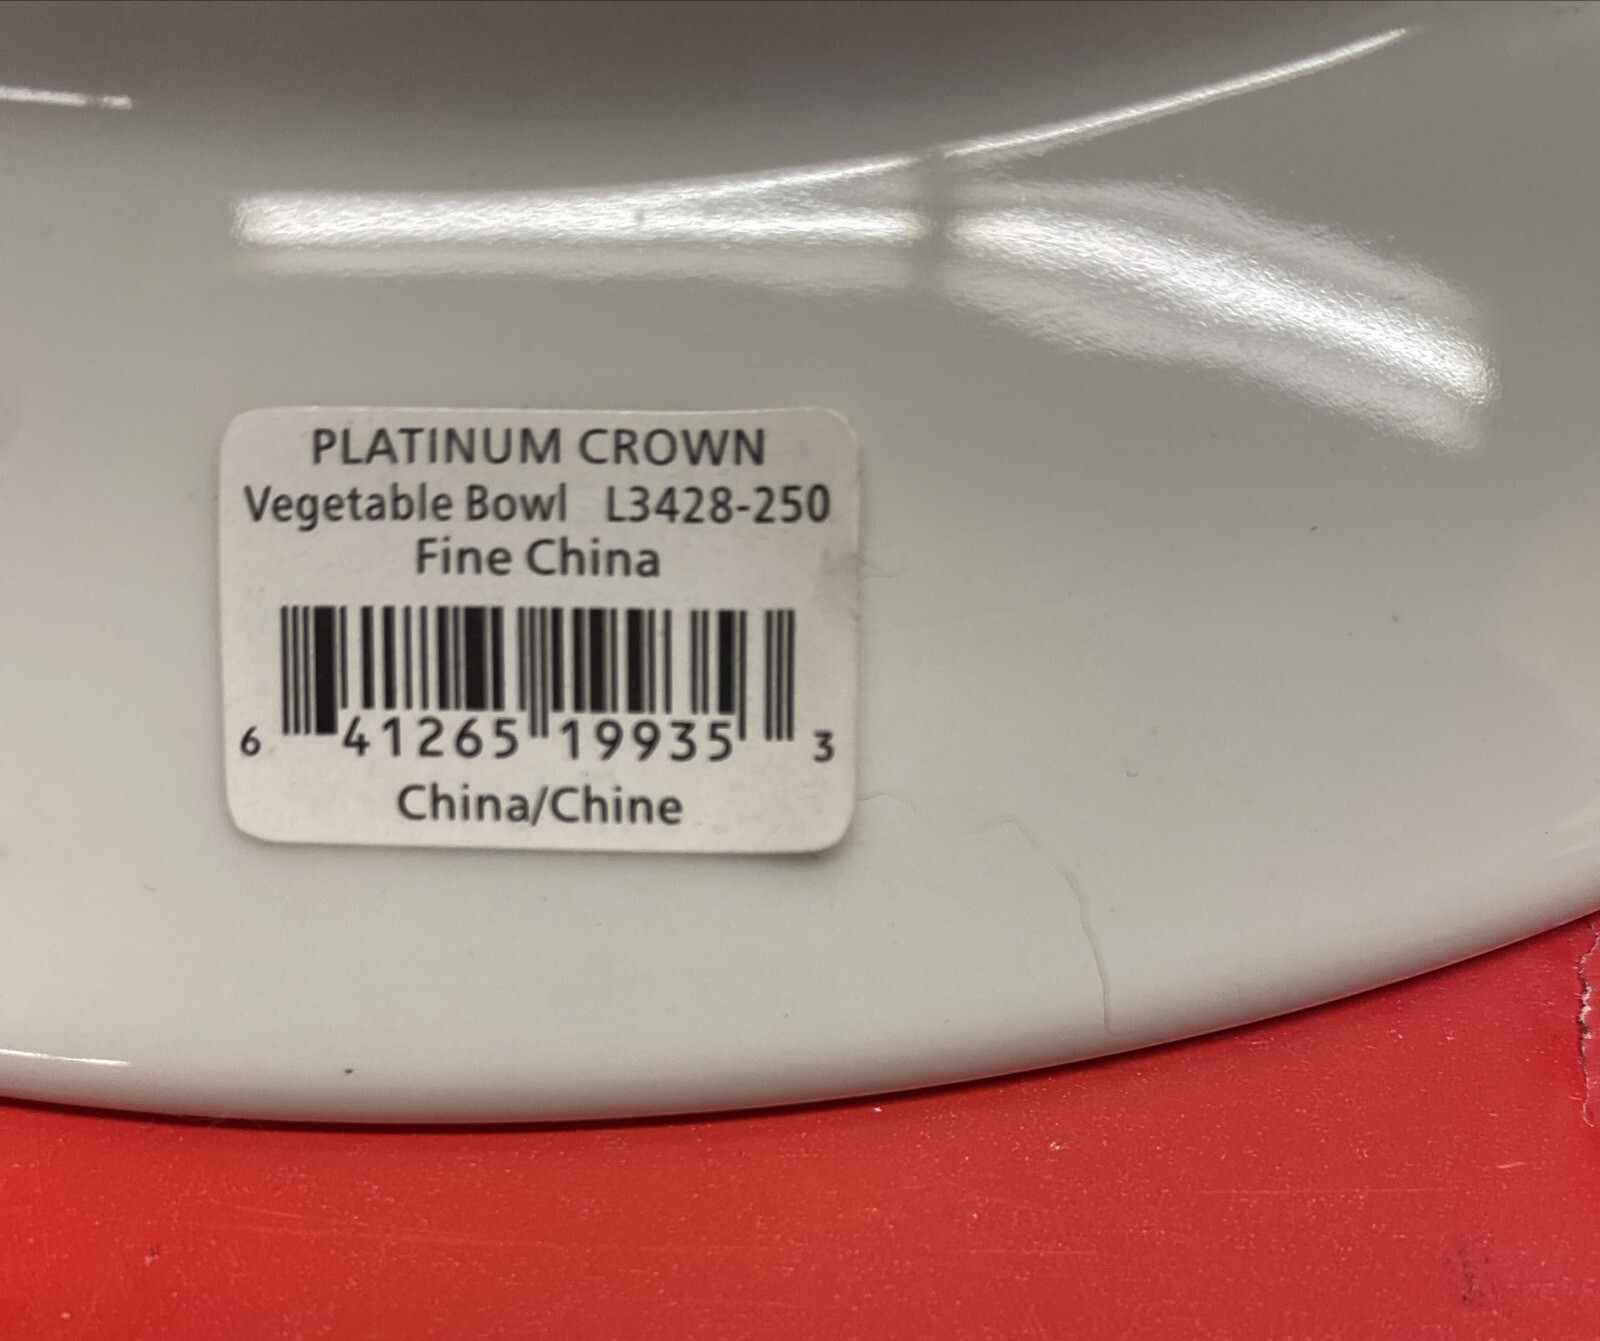 PLATINUM CROWN
Vegetable Bowl L3428-250
Fine China
6 41265 19935 3
China/Chine